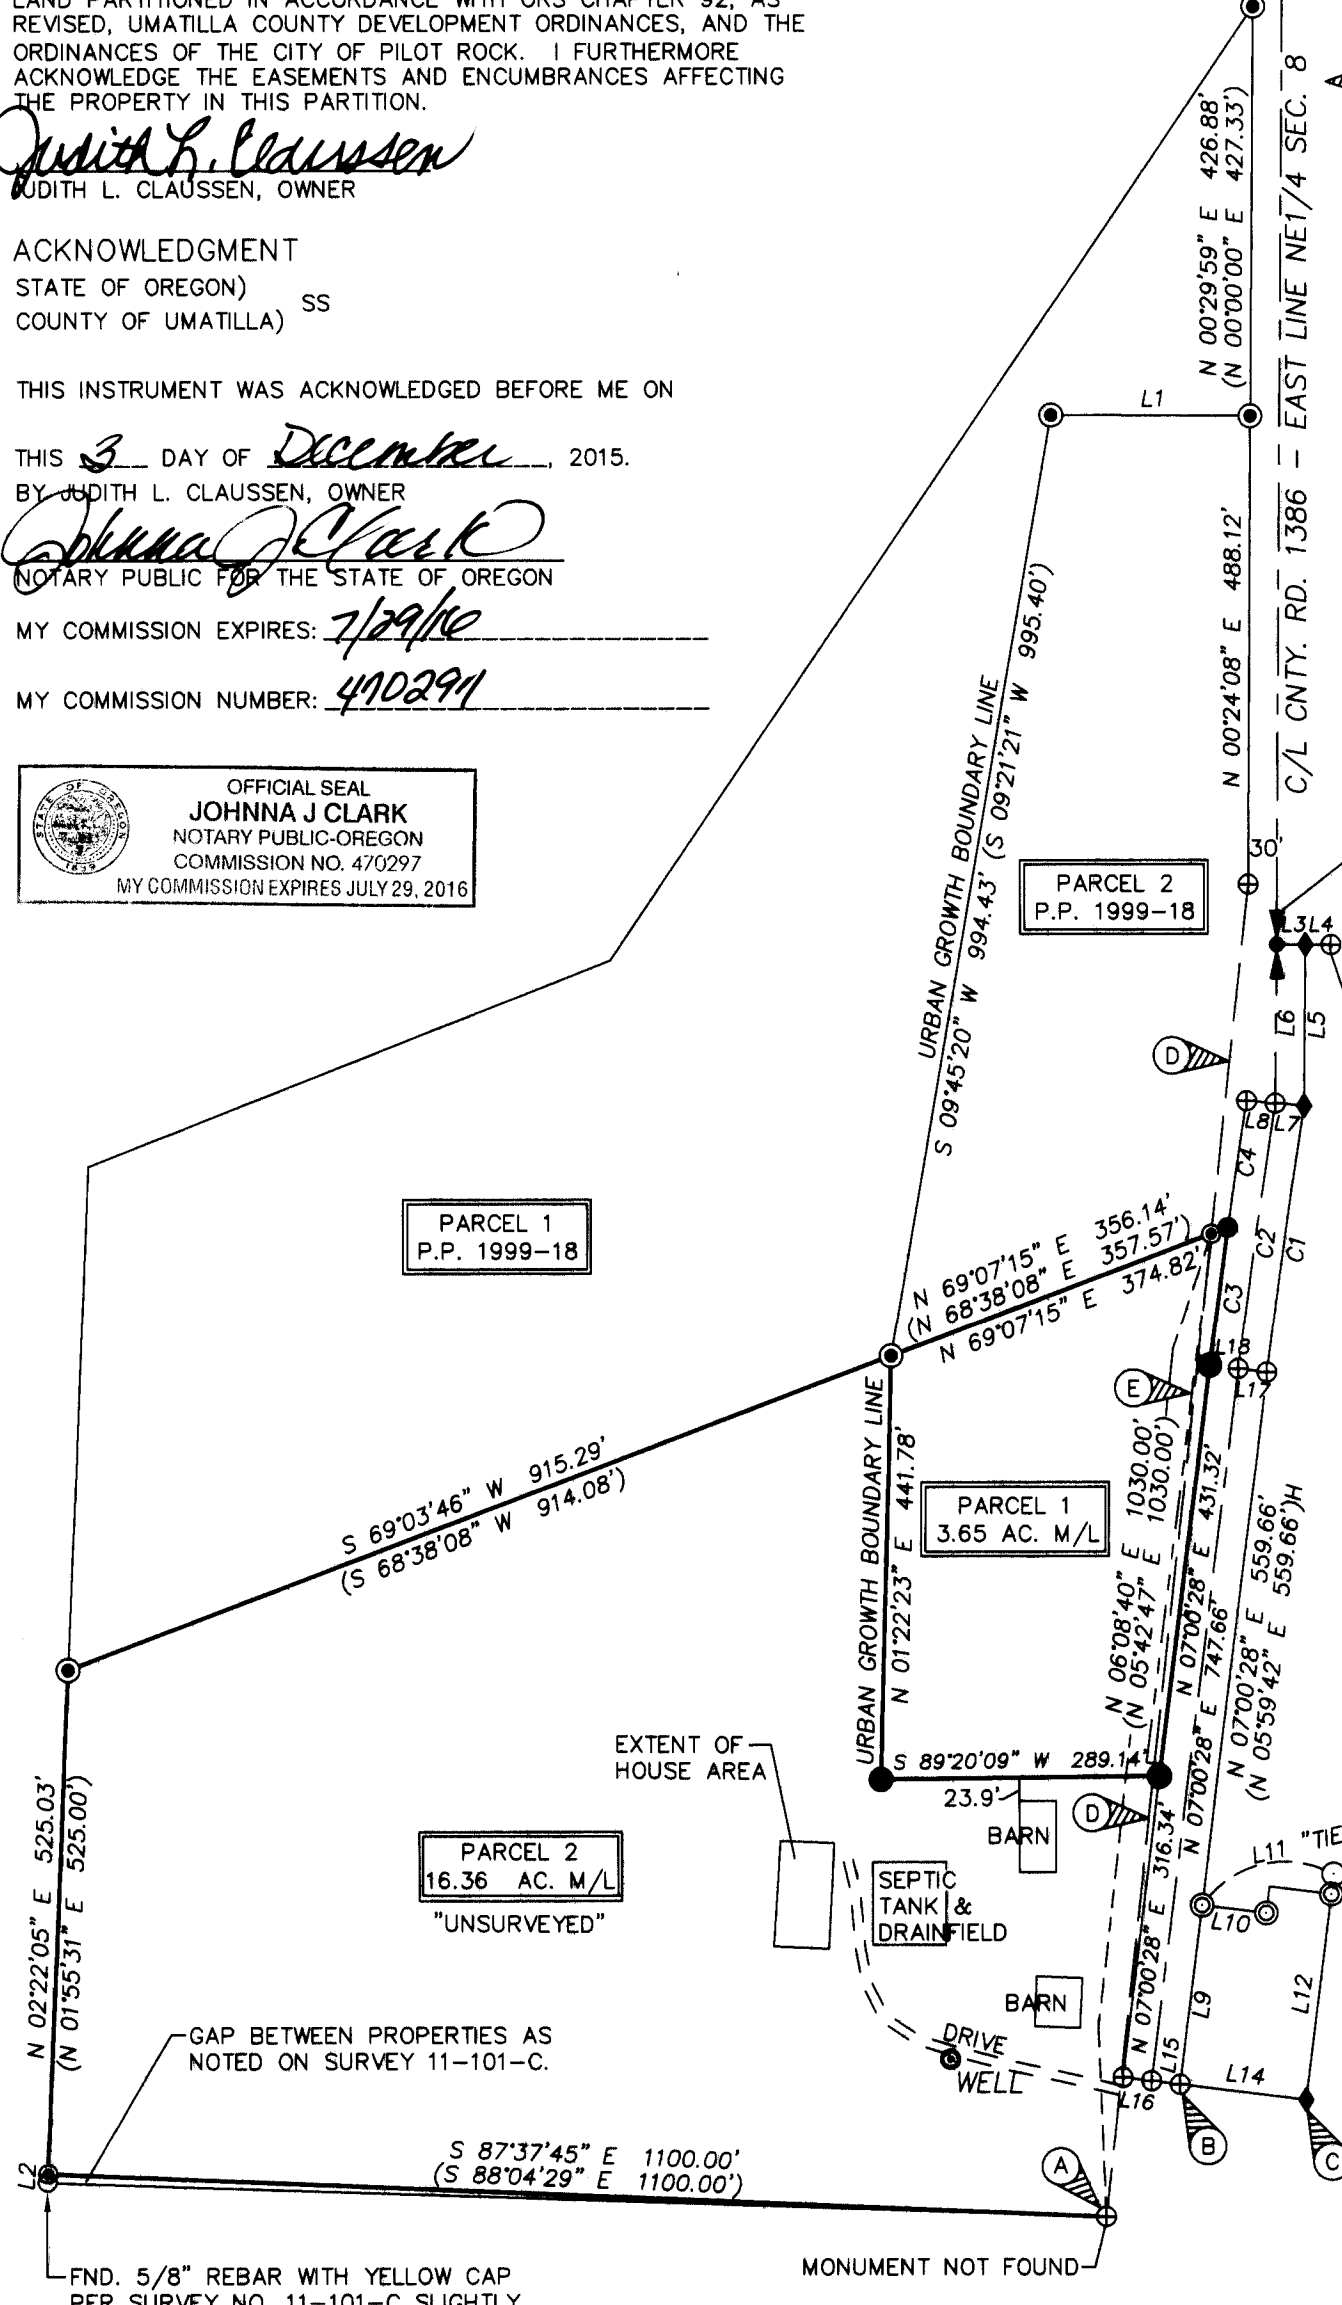 LAND PARTITIONED IN ACCORDANCE WITH ORS CHAPTER 92, AS
REVISED, UMATILLA COUNTY DEVELOPMENT ORDINANCES, AND THE
ORDINANCES OF THE CITY OF PILOT ROCK. I FURTHERMORE
ACKNOWLEDGE THE EASEMENTS AND ENCUMBRANCES AFFECTING
THE PROPERTY IN THIS PARTITION.
Judith L. Claussen
JUDITH L. CLAUSSEN, OWNER
ACKNOWLEDGMENT
STATE OF OREGON)
SS
COUNTY OF UMATILLA)
THIS INSTRUMENT WAS ACKNOWLEDGED BEFORE ME ON
THIS 3 DAY OF December, 2015.
BY JUDITH L. CLAUSSEN, OWNER
Johnna J Clark
NOTARY PUBLIC FOR THE STATE OF OREGON
MY COMMISSION EXPIRES: 7/29/16
MY COMMISSION NUMBER: 470297
STATE OF OREGON
1859
OFFICIAL SEAL
JOHNNA J CLARK
NOTARY PUBLIC-OREGON
COMMISSION NO. 470297
MY COMMISSION EXPIRES JULY 29, 2016
N 00°29'59" E 426.88'
(N 00°00'00" E 427.33')
C/L CNTY. RD. 1386 - EAST LINE NE1/4 SEC. 8
A
L1
N 00°24'08" E 488.12'
30'
URBAN GROWTH BOUNDARY LINE
S 09°45'20" W 994.43' (S 09°21'21" W 995.40')
PARCEL 2
P.P. 1999-18
L3
L4
L6
L5
D
L8
L7
C4
C2
C1
C3
PARCEL 1
P.P. 1999-18
N 69°07'15" E 356.14'
(N 68°38'08" E 357.57')
N 69°07'15" E 374.82'
L18
L17
E
S 69°03'46" W 915.29'
(S 68°38'08" W 914.08')
URBAN GROWTH BOUNDARY LINE
N 01°22'23" E 441.78'
PARCEL 1
3.65 AC. M/L
N 06°08'40" E 1030.00'
(N 05°42'47" E 1030.00')
N 07°00'28" E 431.32'
N 07°00'28" E 747.66'
N 07°00'28" E 559.66'
(N 05°59'42" E 559.66')H
EXTENT OF
HOUSE AREA
S 89°20'09" W 289.14'
23.9'
BARN
D
N 07°00'28" E 316.34'
L11
"TIE
L10
PARCEL 2
16.36 AC. M/L
"UNSURVEYED"
SEPTIC
TANK &
DRAINFIELD
N 02°22'05" E 525.03'
(N 01°55'31" E 525.00')
BARN
L9
L12
GAP BETWEEN PROPERTIES AS
NOTED ON SURVEY 11-101-C.
DRIVE
WELL
L15
L16
L14
B
C
L2
S 87°37'45" E 1100.00'
(S 88°04'29" E 1100.00')
A
MONUMENT NOT FOUND
FND. 5/8" REBAR WITH YELLOW CAP
PER SURVEY NO. 11-101-C SLIGHTLY